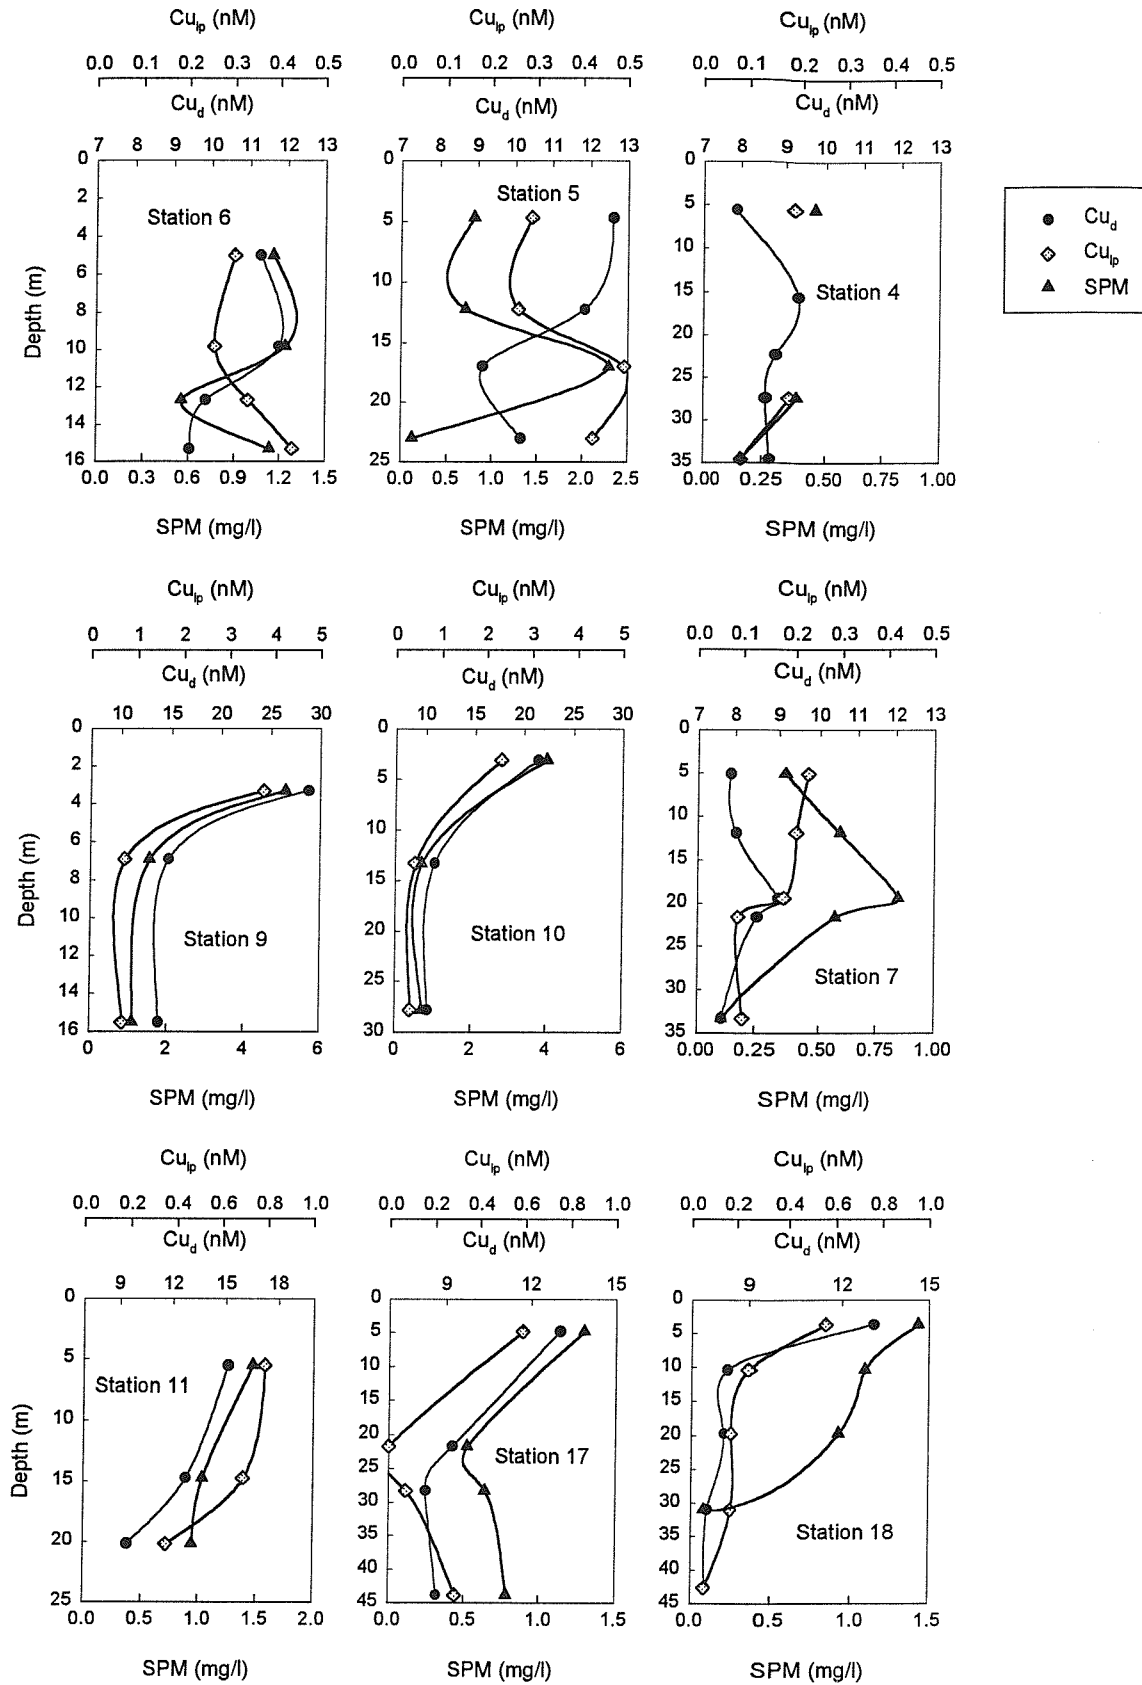 Cu_lp (nM)
0.0 0.1 0.2 0.3 0.4 0.5
Cu_d (nM)
7 8 9 10 11 12 13
0
2
4
6
8
10
12
14
16
Depth (m)
Station 6
0.0 0.3 0.6 0.9 1.2 1.5
SPM (mg/l)
Cu_lp (nM)
0.0 0.1 0.2 0.3 0.4 0.5
Cu_d (nM)
7 8 9 10 11 12 13
0
5
10
15
20
25
Station 5
0.0 0.5 1.0 1.5 2.0 2.5
SPM (mg/l)
Cu_lp (nM)
0.0 0.1 0.2 0.3 0.4 0.5
Cu_d (nM)
7 8 9 10 11 12 13
0
5
10
15
20
25
30
35
Station 4
0.00 0.25 0.50 0.75 1.00
SPM (mg/l)
Cu_d
Cu_lp
SPM
Cu_lp (nM)
0 1 2 3 4 5
Cu_d (nM)
10 15 20 25 30
0
2
4
6
8
10
12
14
16
Depth (m)
Station 9
0 2 4 6
SPM (mg/l)
Cu_lp (nM)
0 1 2 3 4 5
Cu_d (nM)
10 15 20 25 30
0
5
10
15
20
25
30
Station 10
0 2 4 6
SPM (mg/l)
Cu_lp (nM)
0.0 0.1 0.2 0.3 0.4 0.5
Cu_d (nM)
7 8 9 10 11 12 13
0
5
10
15
20
25
30
35
Station 7
0.00 0.25 0.50 0.75 1.00
SPM (mg/l)
Cu_lp (nM)
0.0 0.2 0.4 0.6 0.8 1.0
Cu_d (nM)
9 12 15 18
0
5
10
15
20
25
Depth (m)
Station 11
0.0 0.5 1.0 1.5 2.0
SPM (mg/l)
Cu_lp (nM)
0.0 0.2 0.4 0.6 0.8 1.0
Cu_d (nM)
9 12 15
0
5
10
15
20
25
30
35
40
45
Station 17
0.0 0.5 1.0 1.5
SPM (mg/l)
Cu_lp (nM)
0.0 0.2 0.4 0.6 0.8 1.0
Cu_d (nM)
9 12 15
0
5
10
15
20
25
30
35
40
45
Station 18
0.0 0.5 1.0 1.5
SPM (mg/l)